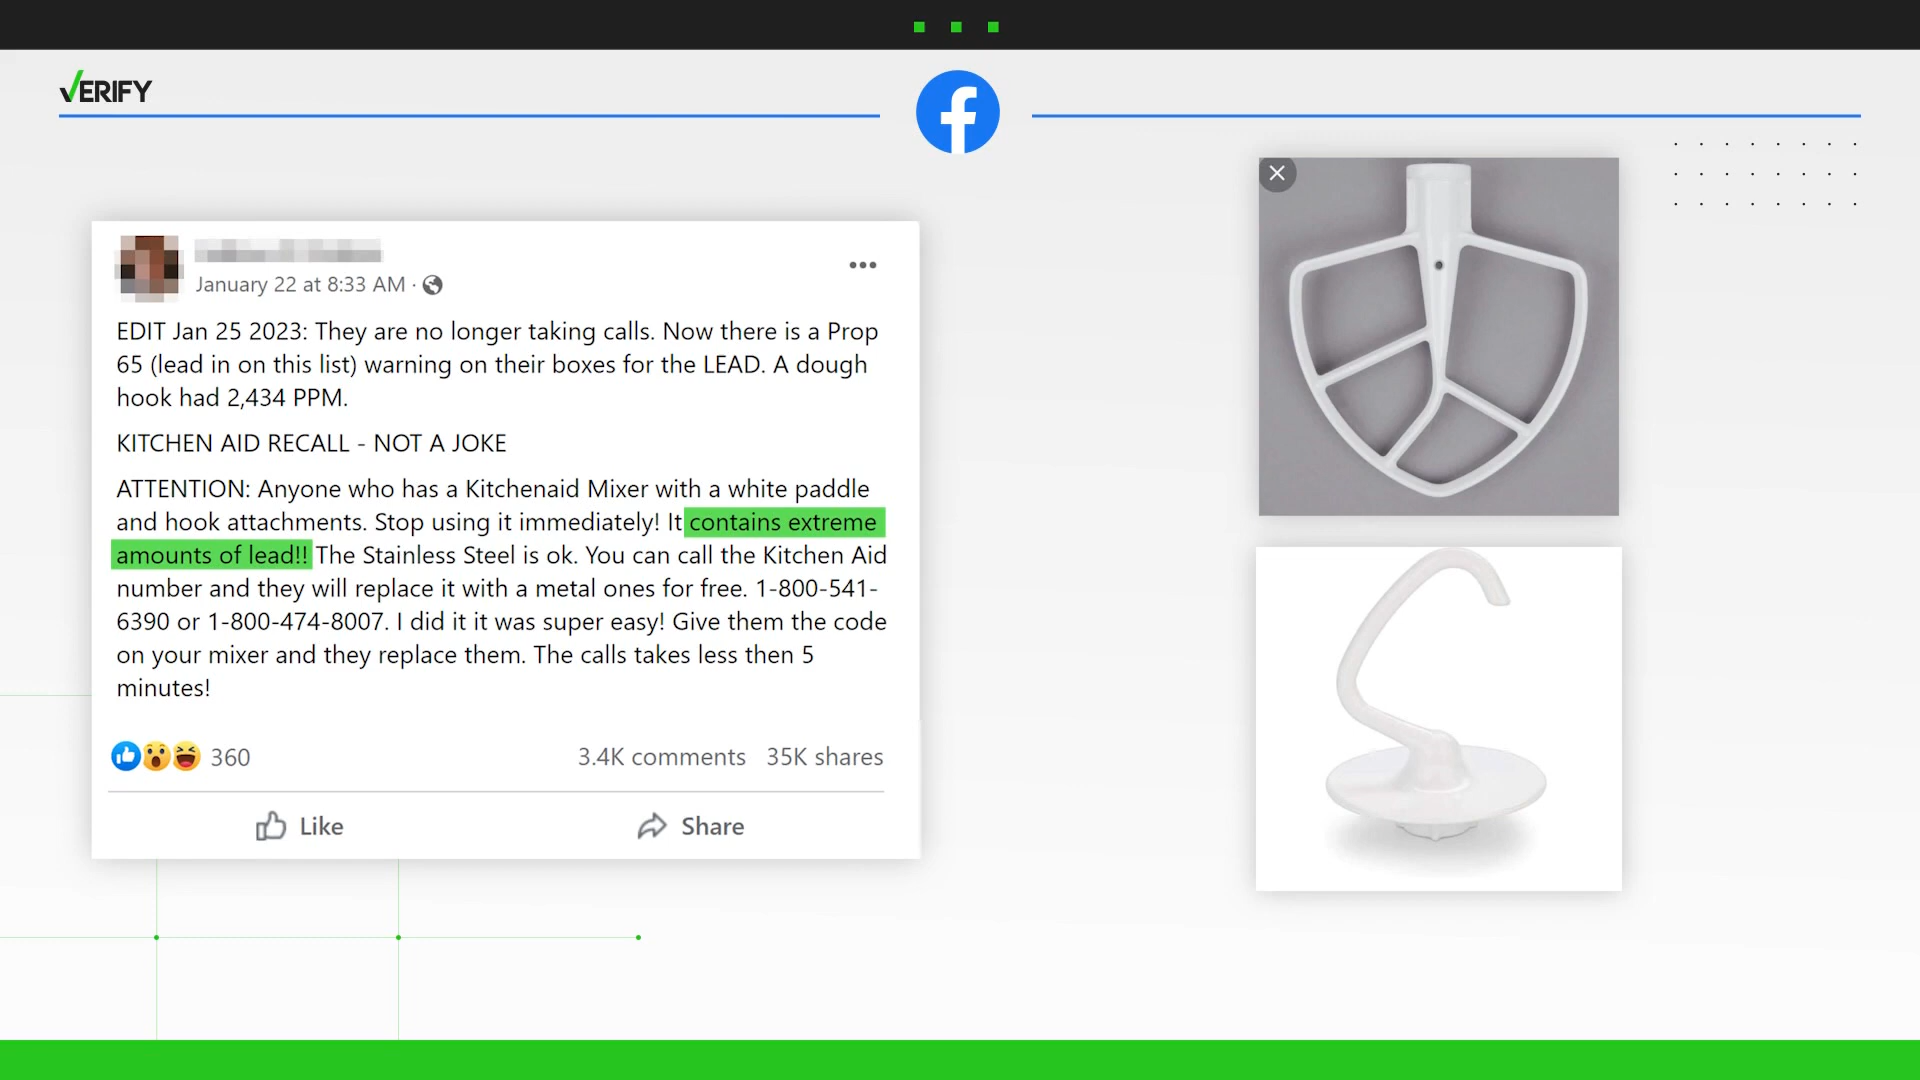 VERIFY
January 22 at 8:33 AM ·
EDIT Jan 25 2023: They are no longer taking calls. Now there is a Prop
65 (lead in on this list) warning on their boxes for the LEAD. A dough
hook had 2,434 PPM.
KITCHEN AID RECALL - NOT A JOKE
ATTENTION: Anyone who has a Kitchenaid Mixer with a white paddle
and hook attachments. Stop using it immediately! It contains extreme
amounts of lead!! The Stainless Steel is ok. You can call the Kitchen Aid
number and they will replace it with a metal ones for free. 1-800-541-
6390 or 1-800-474-8007. I did it it was super easy! Give them the code
on your mixer and they replace them. The calls takes less then 5
minutes!
360 3.4K comments 35K shares
Like Share